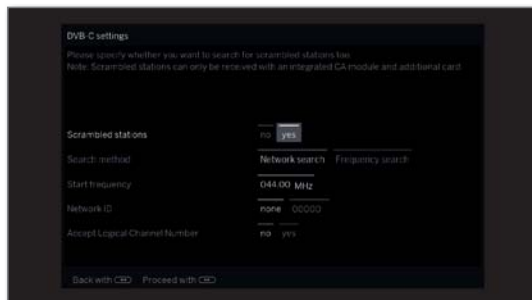 DVB-C settings
Please specify whether you want to search for scrambled stations too.
Note: Scrambled stations can only be received with an integrated CA module and additional card.
Scrambled stations no yes
Search method Network search Frequency search
Start frequency 044.00 MHz
Network ID none 00000
Accept Logical Channel Number no yes
Back with Proceed with